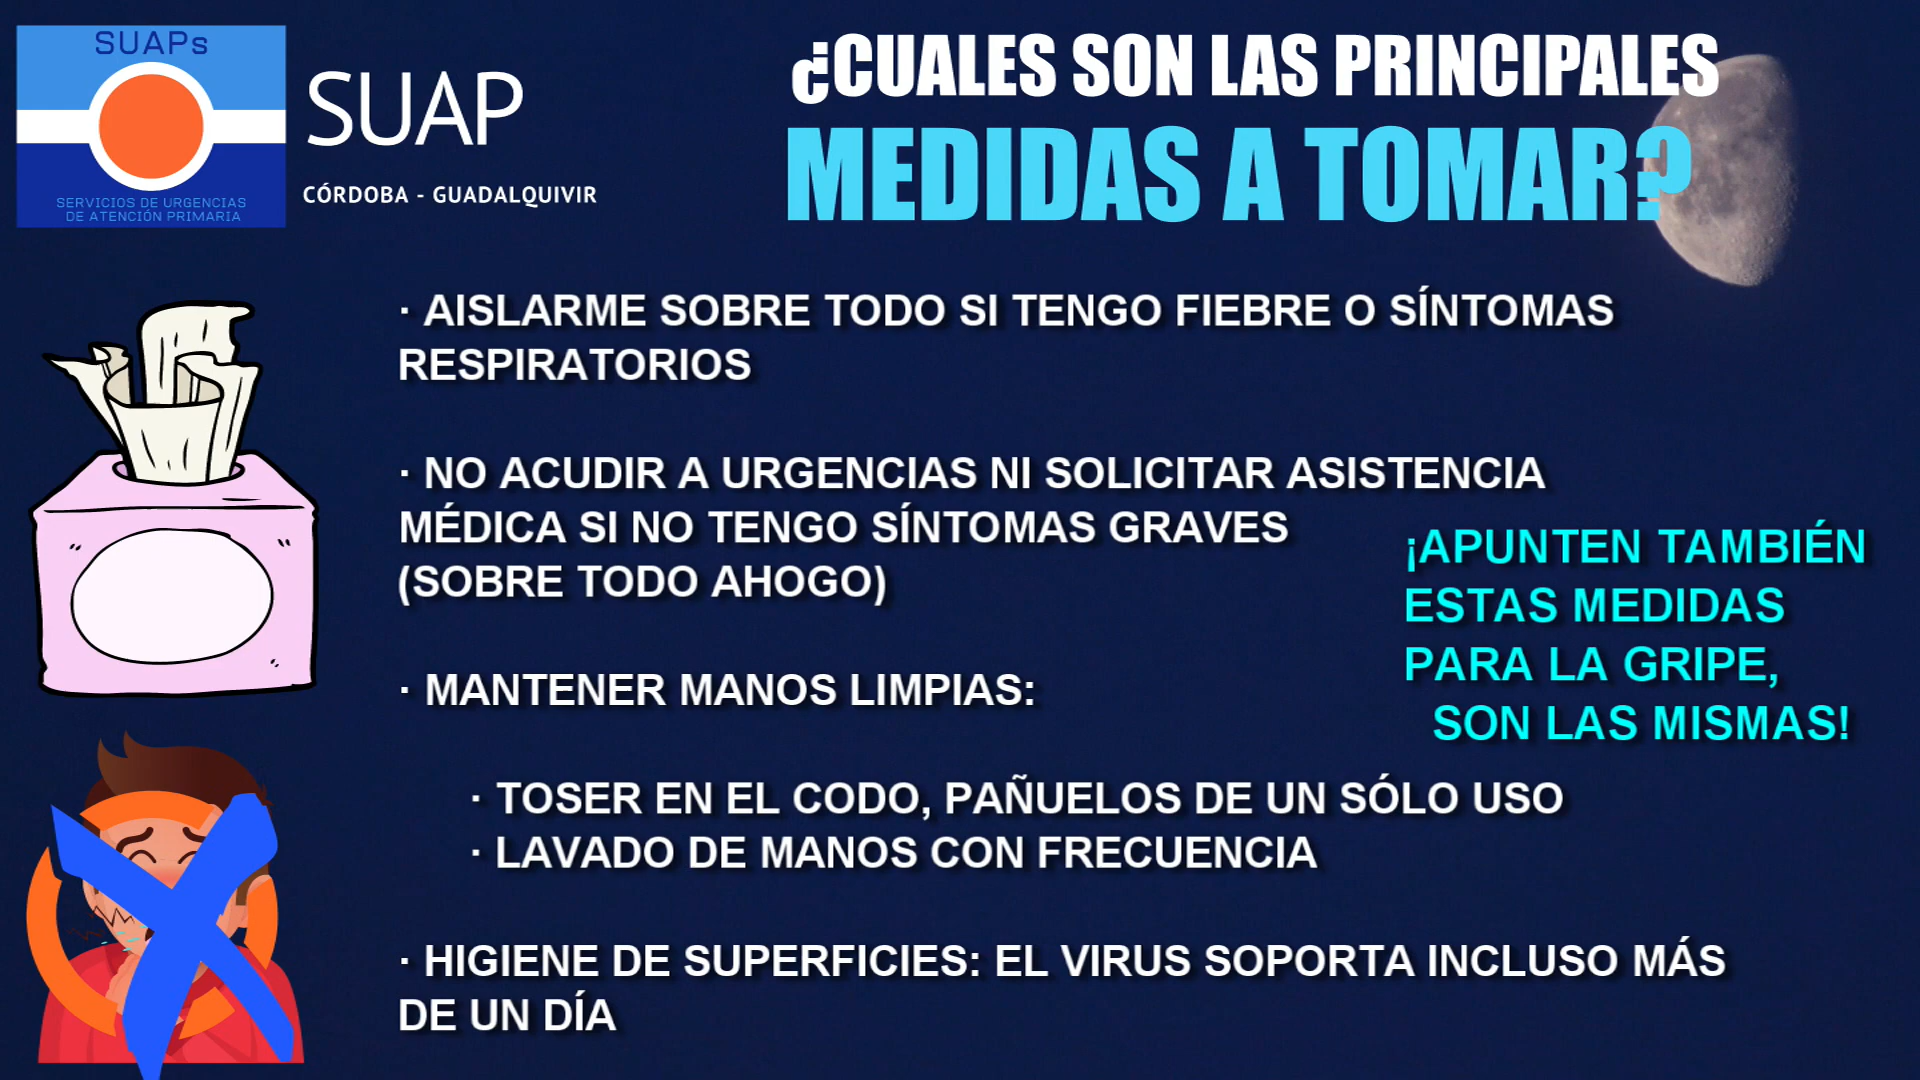 SUAPs
SERVICIOS DE URGENCIAS
DE ATENCIÓN PRIMARIA
SUAP
CÓRDOBA - GUADALQUIVIR
¿CUALES SON LAS PRINCIPALES
MEDIDAS A TOMAR?
· AISLARME SOBRE TODO SI TENGO FIEBRE O SÍNTOMAS
RESPIRATORIOS
· NO ACUDIR A URGENCIAS NI SOLICITAR ASISTENCIA
MÉDICA SI NO TENGO SÍNTOMAS GRAVES
(SOBRE TODO AHOGO)
¡APUNTEN TAMBIÉN
ESTAS MEDIDAS
PARA LA GRIPE,
SON LAS MISMAS!
· MANTENER MANOS LIMPIAS:
· TOSER EN EL CODO, PAÑUELOS DE UN SÓLO USO
· LAVADO DE MANOS CON FRECUENCIA
· HIGIENE DE SUPERFICIES: EL VIRUS SOPORTA INCLUSO MÁS
DE UN DÍA